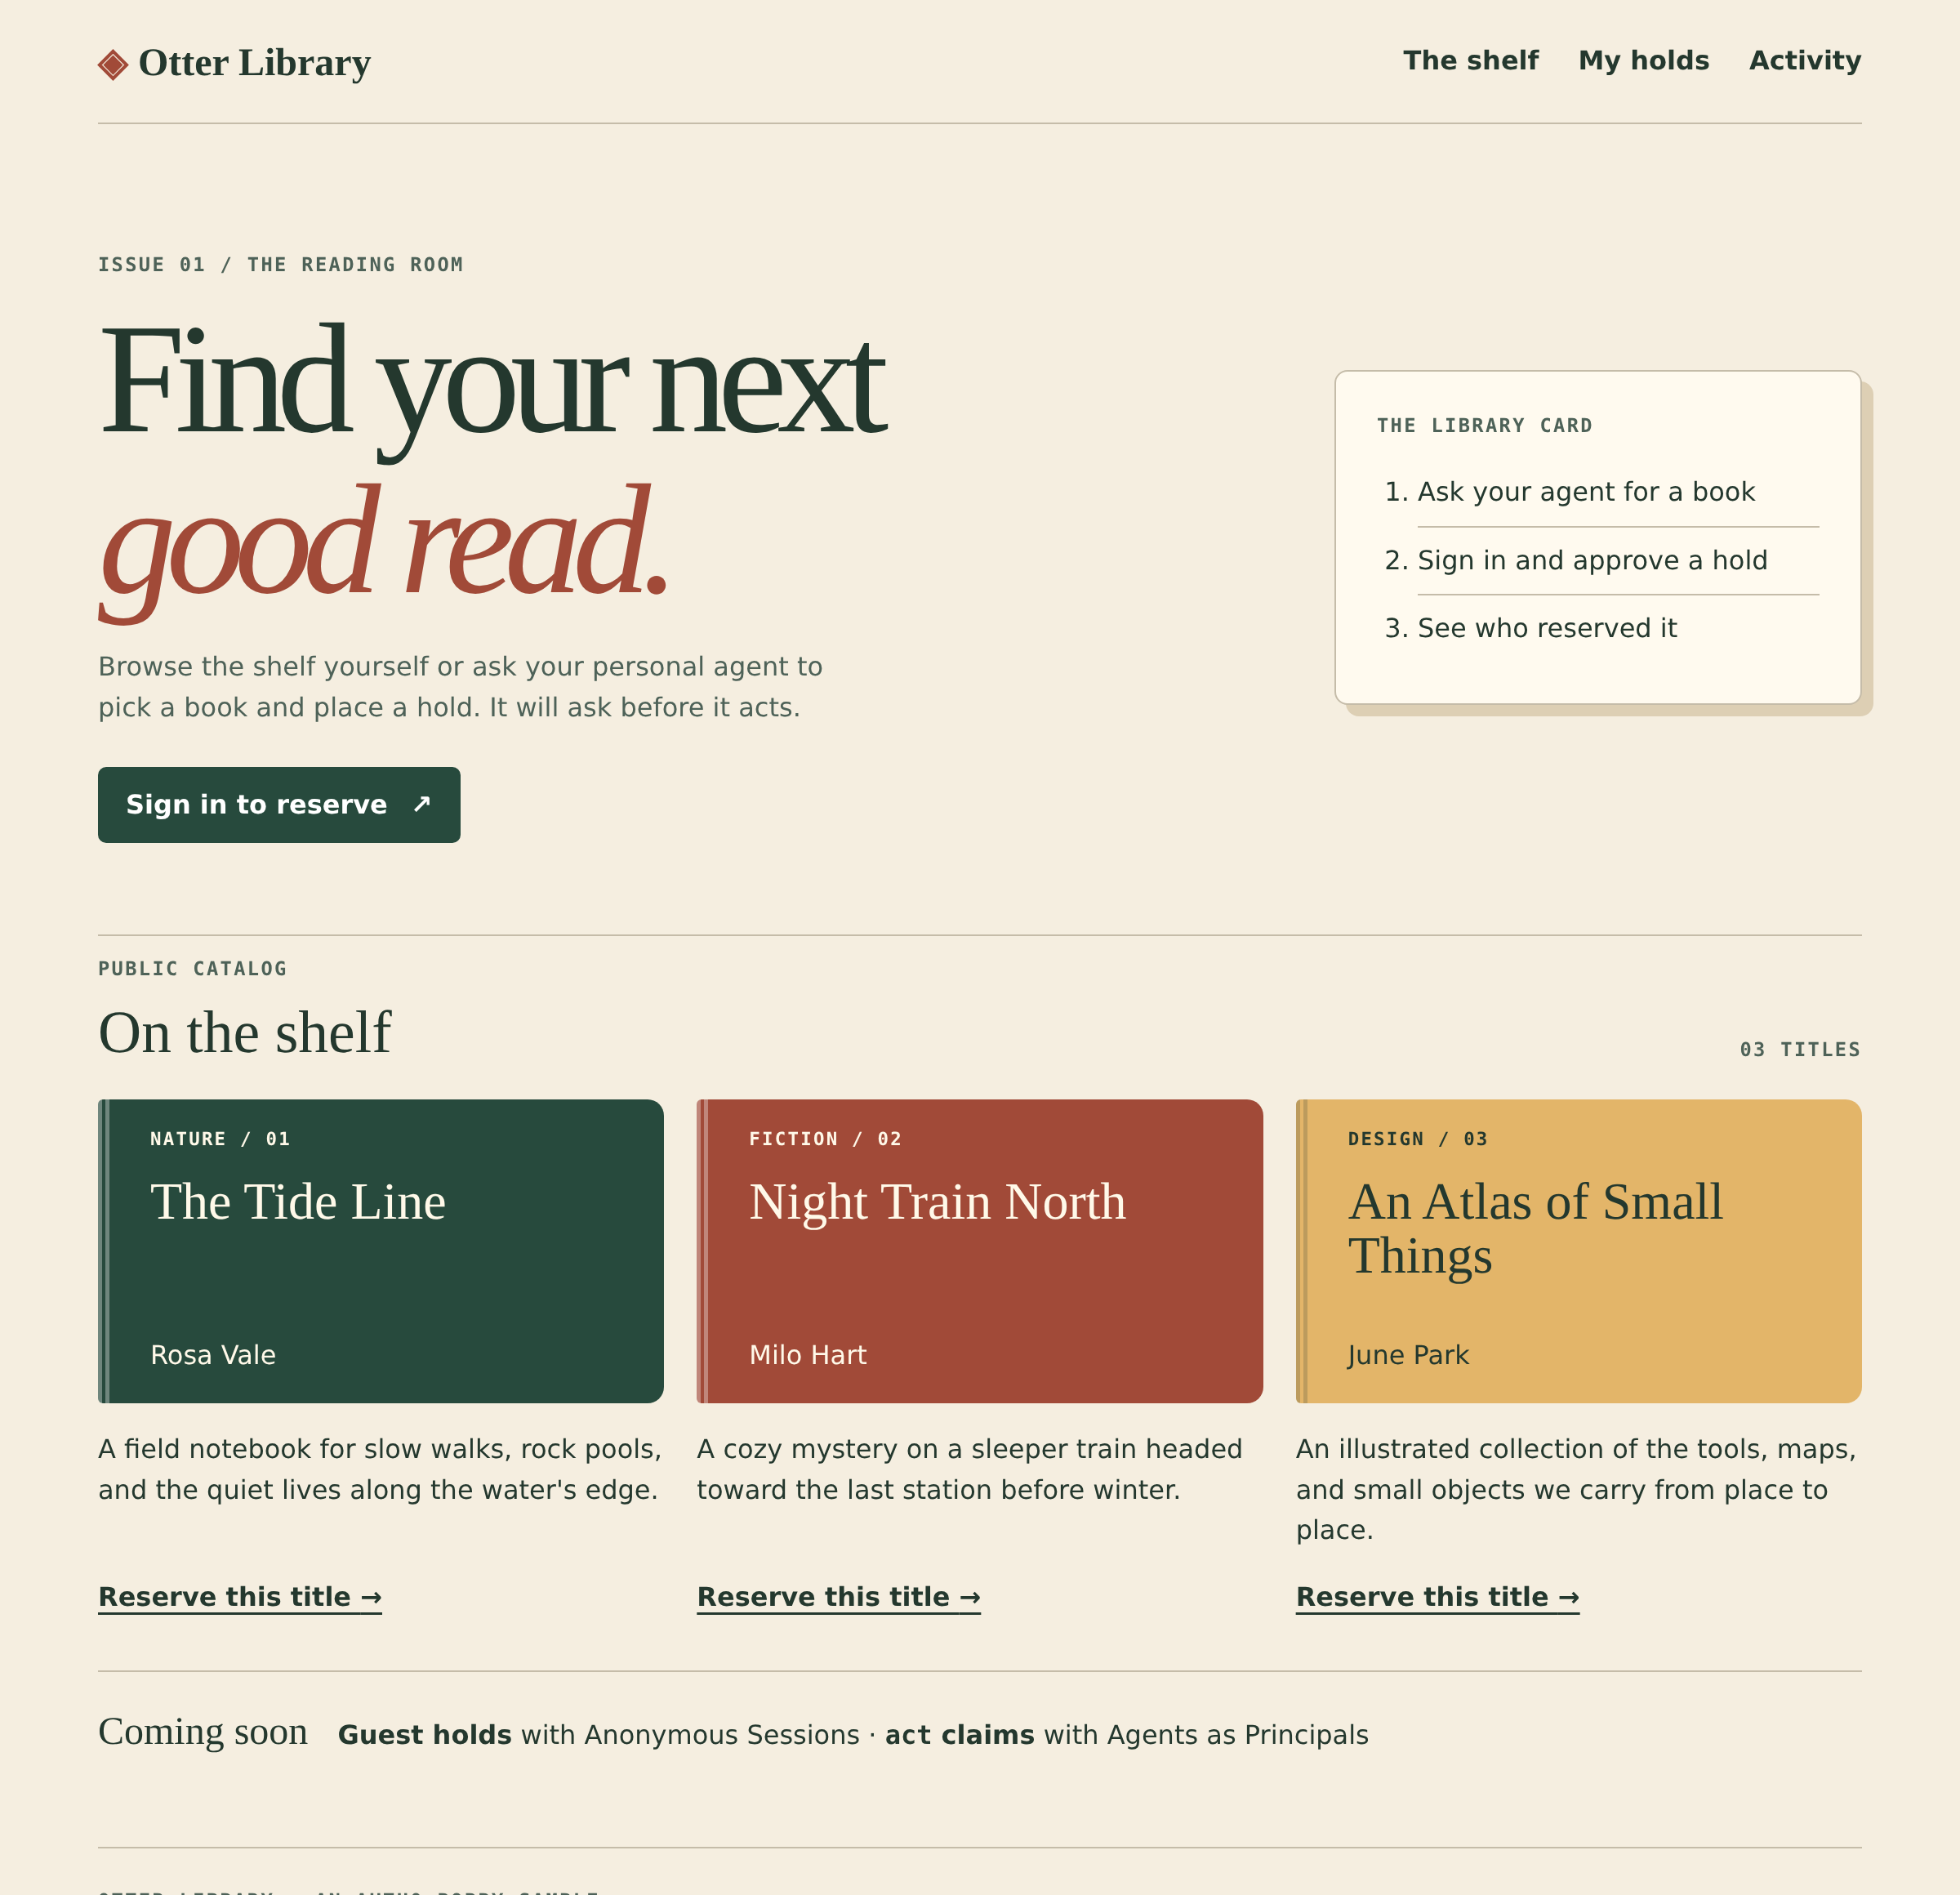 Otter Library
The shelf My holds Activity
ISSUE 01 / THE READING ROOM
Find your next
good read.
Browse the shelf yourself or ask your personal agent to
pick a book and place a hold. It will ask before it acts.
Sign in to reserve ↗
THE LIBRARY CARD
1. Ask your agent for a book
2. Sign in and approve a hold
3. See who reserved it
PUBLIC CATALOG
On the shelf
03 TITLES
NATURE / 01
The Tide Line
Rosa Vale
A field notebook for slow walks, rock pools,
and the quiet lives along the water's edge.
Reserve this title →
FICTION / 02
Night Train North
Milo Hart
A cozy mystery on a sleeper train headed
toward the last station before winter.
Reserve this title →
DESIGN / 03
An Atlas of Small
Things
June Park
An illustrated collection of the tools, maps,
and small objects we carry from place to
place.
Reserve this title →
Coming soon Guest holds with Anonymous Sessions · act claims with Agents as Principals